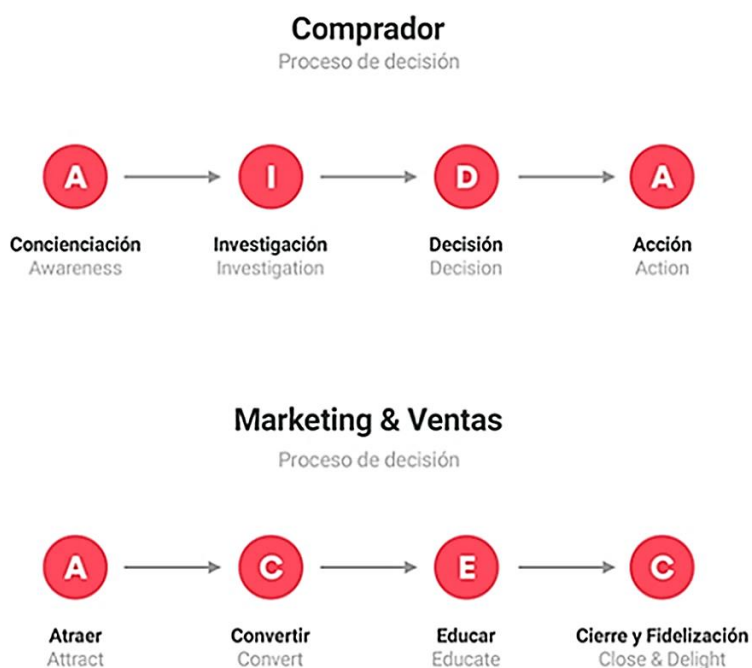 Comprador
Proceso de decisión
A I D A
Concienciación Investigación Decisión Acción
Awareness Investigation Decision Action
Marketing & Ventas
Proceso de decisión
A C E C
Atraer Convertir Educar Cierre y Fidelización
Attract Convert Educate Close & Delight